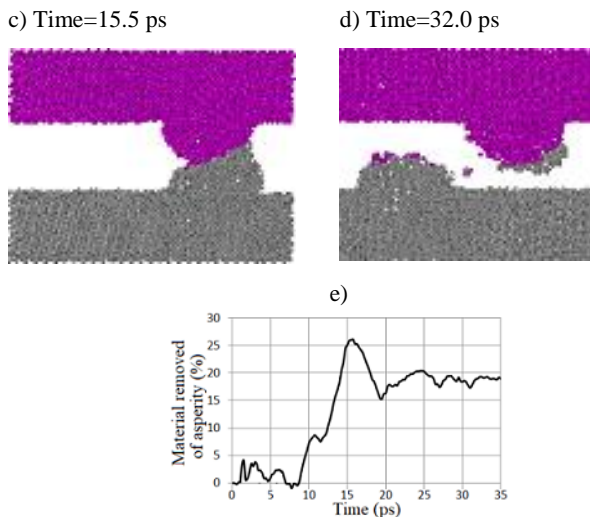 c) Time=15.5 ps
d) Time=32.0 ps
e)
Material removed
of asperity (%)
30
25
20
15
10
5
0
0 5 10 15 20 25 30 35
Time (ps)